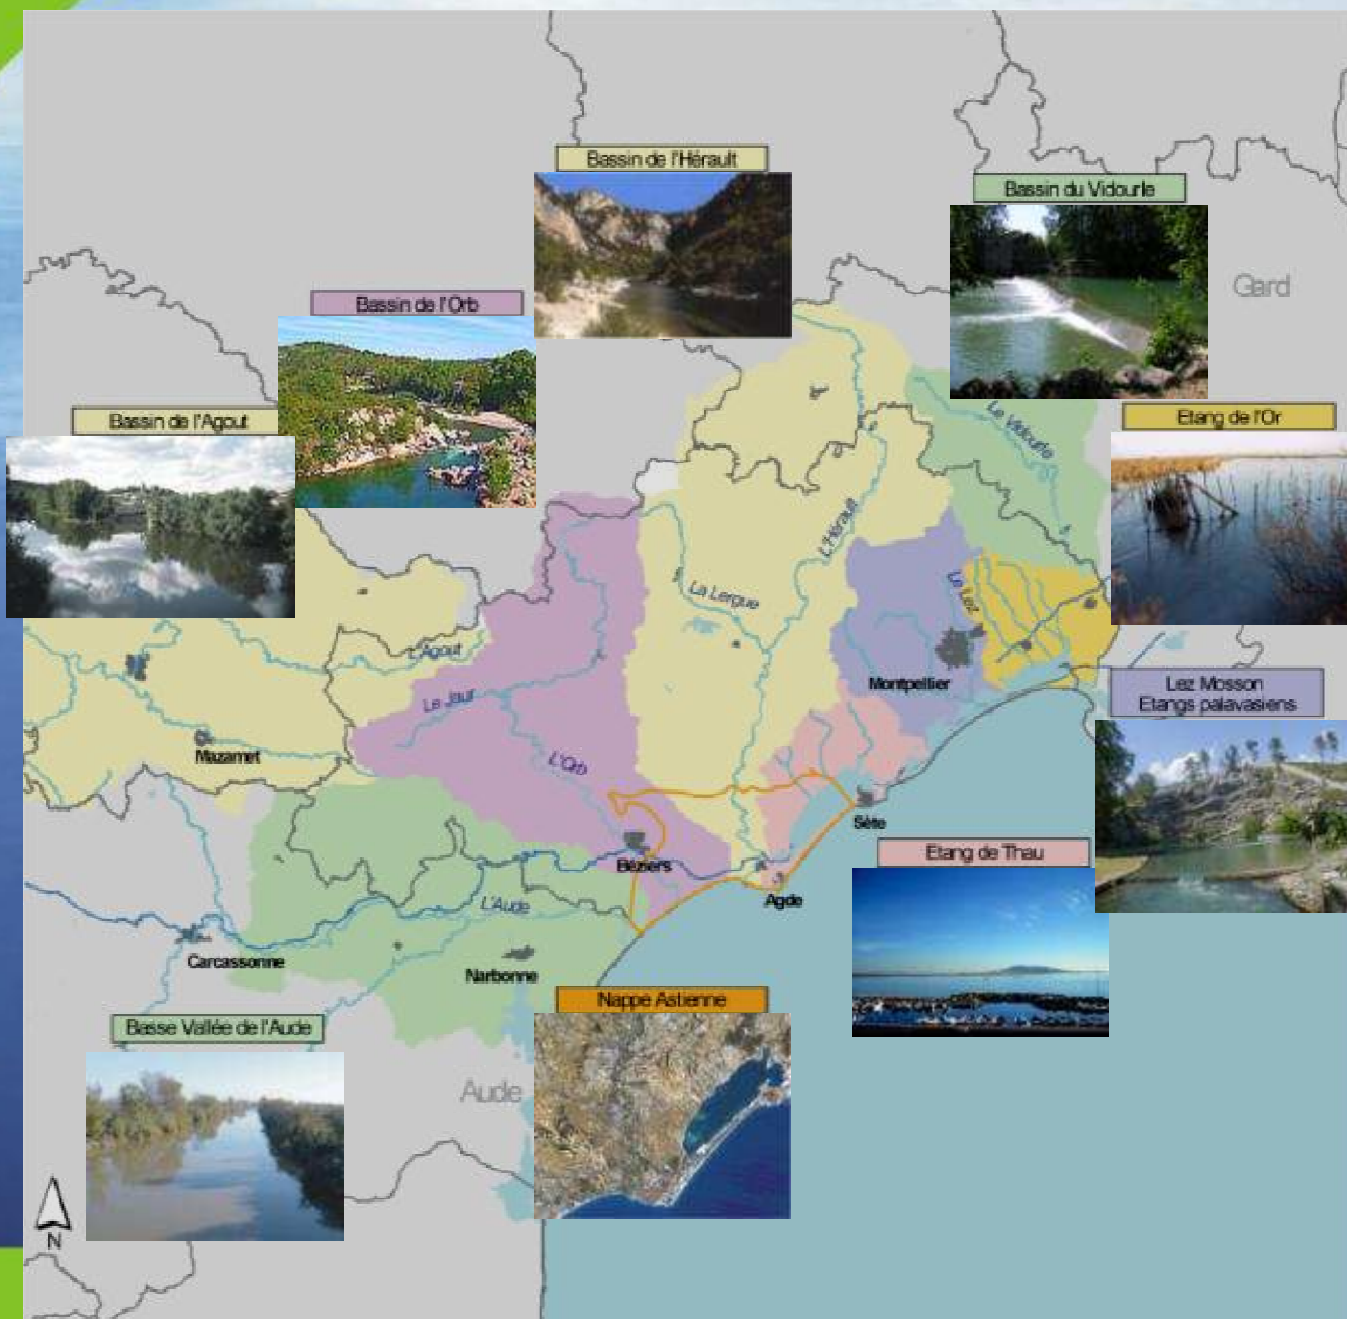 Bassin de l'Hérault
Bassin du Vidourle
Gard
Bassin de l'Orb
Bassin de l'Agout
Etang de l'Or
Le Vidourle
L'Hérault
La Lergue
Le Lez
L'Agout
Le Jaur
Montpellier
Lez Mosson
Etangs palavasiens
Mazamet
L'Orb
Sète
Béziers
Etang de Thau
Agde
L'Aude
Carcassonne
Narbonne
Nappe Astienne
Basse Vallée de l'Aude
Aude
N